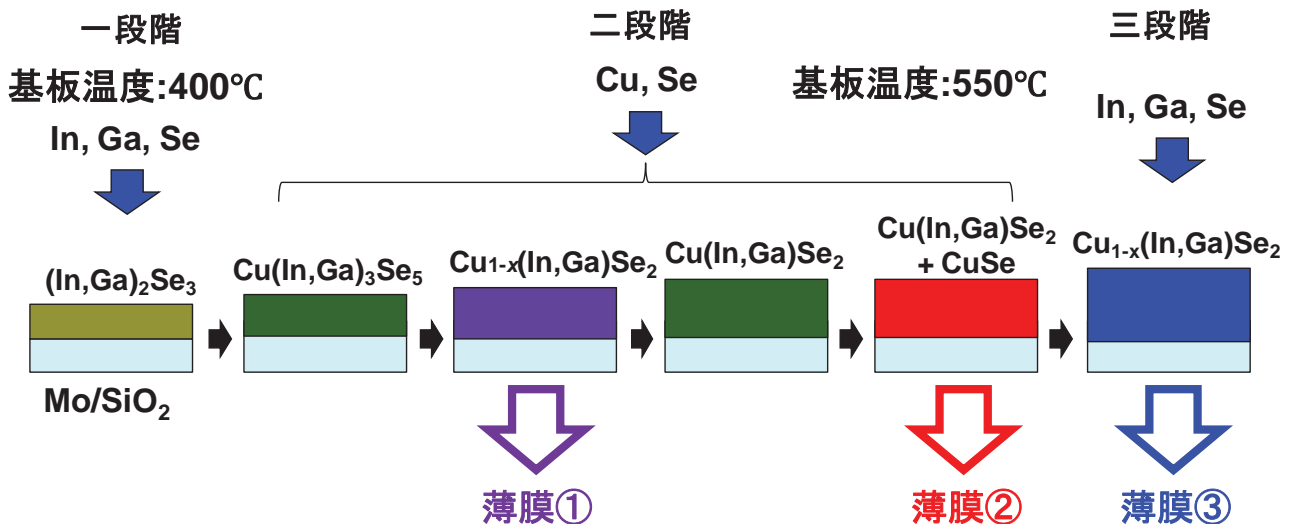 一段階
基板温度:400℃
In, Ga, Se
二段階
Cu, Se
基板温度:550℃
三段階
In, Ga, Se
(In,Ga)₂Se₃
Cu(In,Ga)₃Se₅
Cu₁₋ₓ(In,Ga)Se₂
Cu(In,Ga)Se₂
Cu(In,Ga)Se₂
+ CuSe
Cu₁₋ₓ(In,Ga)Se₂
Mo/SiO₂
薄膜①
薄膜②
薄膜③